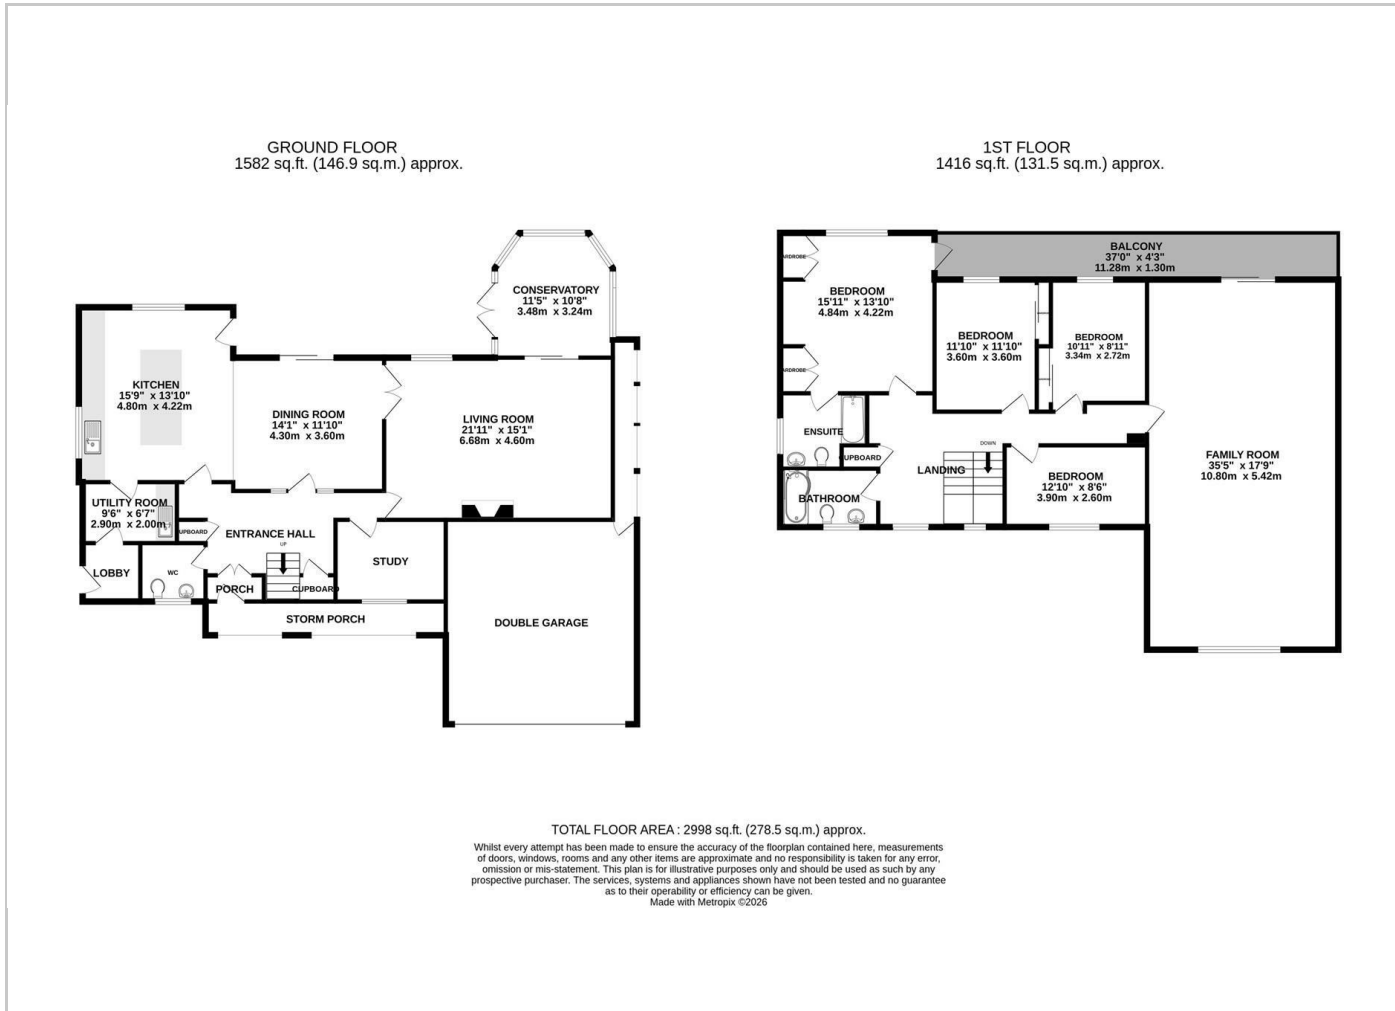 GROUND FLOOR
1582 sq.ft. (146.9 sq.m.) approx.
CONSERVATORY
11'5" x 10'8"
3.48m x 3.24m
KITCHEN
15'9" x 13'10"
4.80m x 4.22m
DINING ROOM
14'1" x 11'10"
4.30m x 3.60m
LIVING ROOM
21'11" x 15'1"
6.68m x 4.60m
UTILITY ROOM
9'6" x 6'7"
2.90m x 2.00m
UPBOARD
ENTRANCE HALL
UP
STUDY
LOBBY
WC
PORCH
CUPBOARD
STORM PORCH
DOUBLE GARAGE
1ST FLOOR
1416 sq.ft. (131.5 sq.m.) approx.
BALCONY
37'0" x 4'3"
11.28m x 1.30m
ARDROBE
BEDROOM
15'11" x 13'10"
4.84m x 4.22m
BEDROOM
11'10" x 11'10"
3.60m x 3.60m
BEDROOM
10'11" x 8'11"
3.34m x 2.72m
ARDROBE
ENSUITE
UPBOARD
DOWN
LANDING
FAMILY ROOM
35'5" x 17'9"
10.80m x 5.42m
BEDROOM
12'10" x 8'6"
3.90m x 2.60m
BATHROOM
TOTAL FLOOR AREA : 2998 sq.ft. (278.5 sq.m.) approx.
Whilst every attempt has been made to ensure the accuracy of the floorplan contained here, measurements
of doors, windows, rooms and any other items are approximate and no responsibility is taken for any error,
omission or mis-statement. This plan is for illustrative purposes only and should be used as such by any
prospective purchaser. The services, systems and appliances shown have not been tested and no guarantee
as to their operability or efficiency can be given.
Made with Metropix ©2026